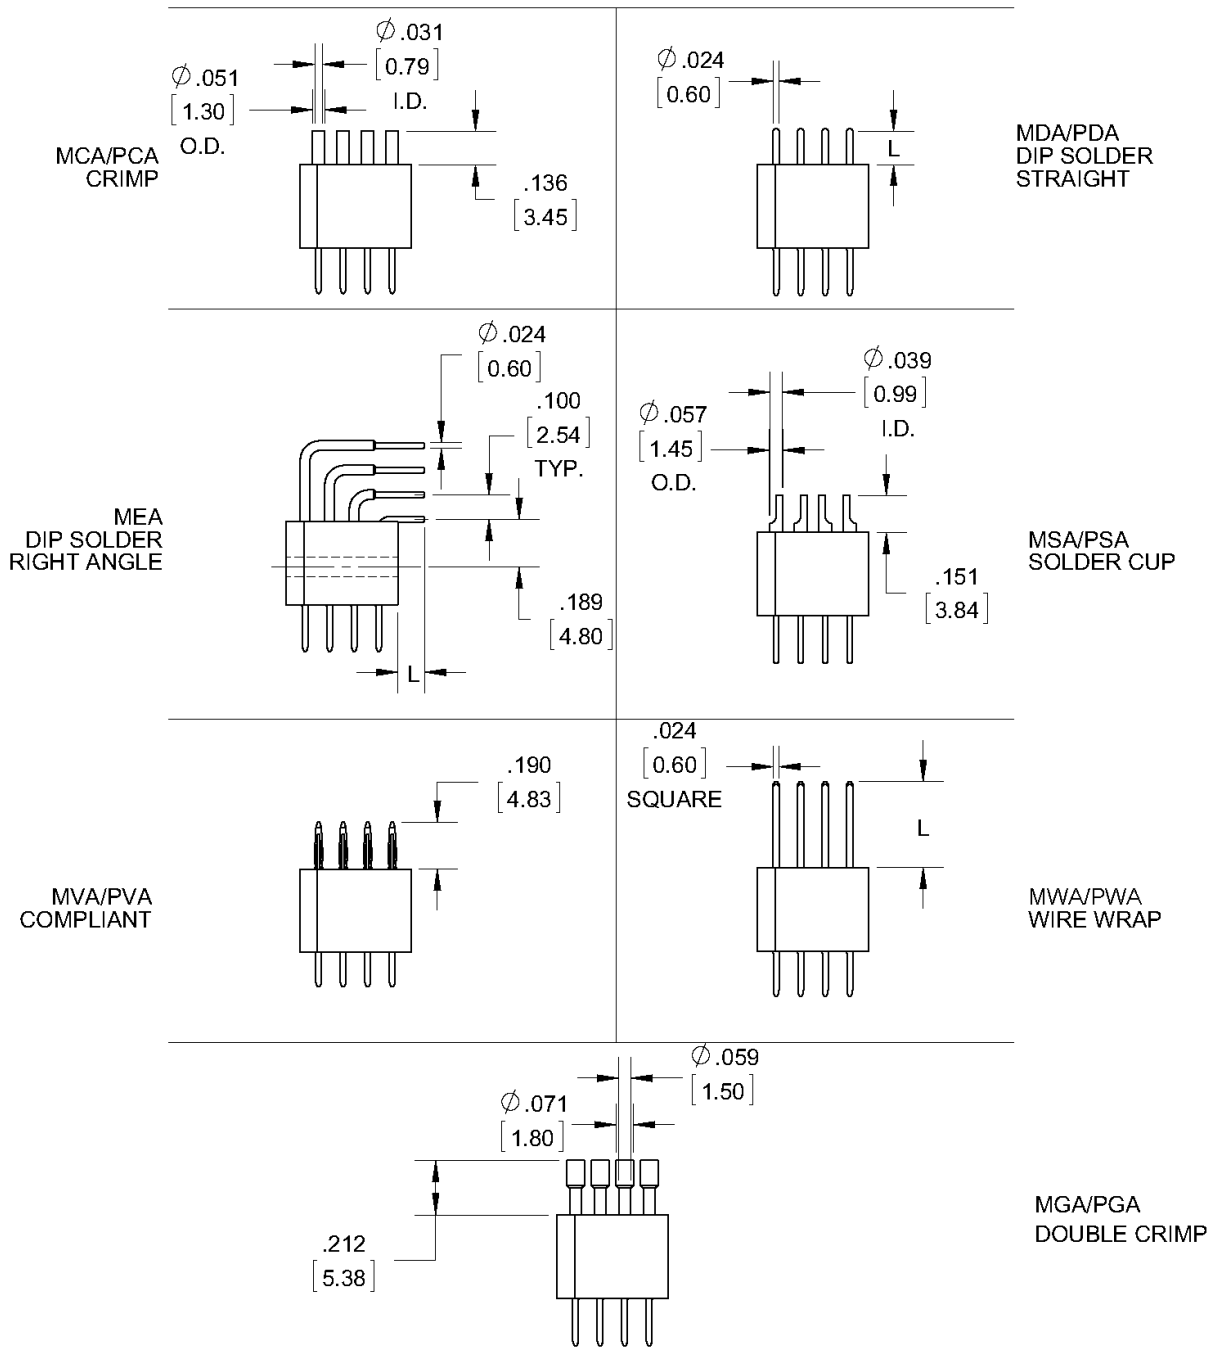 ⌀.051
[1.30]
O.D.
⌀.031
[0.79]
I.D.
.136
[3.45]
MCA/PCA
CRIMP
⌀.024
[0.60]
L
MDA/PDA
DIP SOLDER
STRAIGHT
⌀.024
[0.60]
.100
[2.54]
TYP.
.189
[4.80]
L
MEA
DIP SOLDER
RIGHT ANGLE
⌀.057
[1.45]
O.D.
⌀.039
[0.99]
I.D.
.151
[3.84]
MSA/PSA
SOLDER CUP
.190
[4.83]
MVA/PVA
COMPLIANT
.024
[0.60]
SQUARE
L
MWA/PWA
WIRE WRAP
⌀.071
[1.80]
⌀.059
[1.50]
.212
[5.38]
MGA/PGA
DOUBLE CRIMP